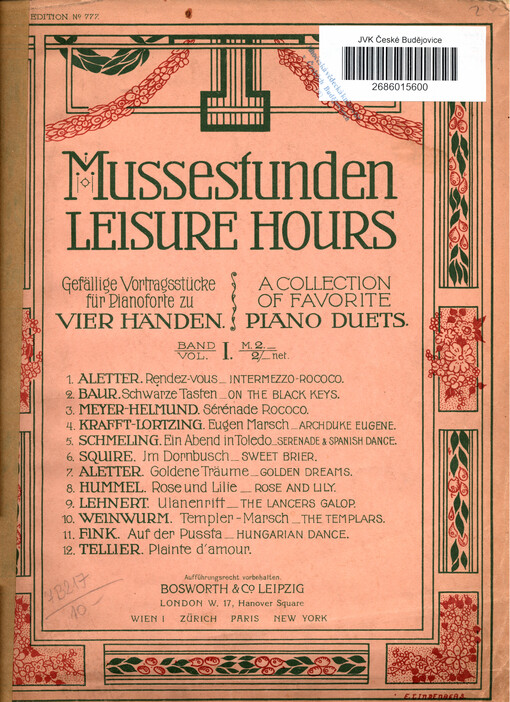 EDITION Nº 777.
JVK České Budějovice
2686015600
MUSSESTUNDEN
LEISURE HOURS
Gefällige Vortragsstücke
für Pianoforte zu
VIER HÄNDEN.
A COLLECTION
OF FAVORITE
PIANO DUETS.
BAND VOL. I. M. 2._ 2/_ net.
1. ALETTER. Rendez-vous _ INTERMEZZO-ROCOCO.
2. BAUR. Schwarze Tasten _ ON THE BLACK KEYS.
3. MEYER-HELMUND. Sérénade Rococo.
4. KRAFFT-LORTZING. Eugen Marsch _ ARCHDUKE EUGENE.
5. SCHMELING. Ein Abend in Toledo _ SERENADE & SPANISH DANCE.
6. SQUIRE. Jm Dornbusch _ SWEET BRIER.
7. ALETTER. Goldene Träume _ GOLDEN DREAMS.
8. HUMMEL. Rose und Lilie _ ROSE AND LILY.
9. LEHNERT. Ulanenritt _ THE LANCERS GALOP.
10. WEINWURM. Templer-Marsch _ THE TEMPLARS.
11. FINK. Auf der Pussta _ HUNGARIAN DANCE.
12. TELLIER. Plainte d'amour.
Aufführungsrecht vorbehalten.
BOSWORTH & Co LEIPZIG
LONDON W. 17, Hanover Square
WIEN I ZÜRICH PARIS NEW YORK